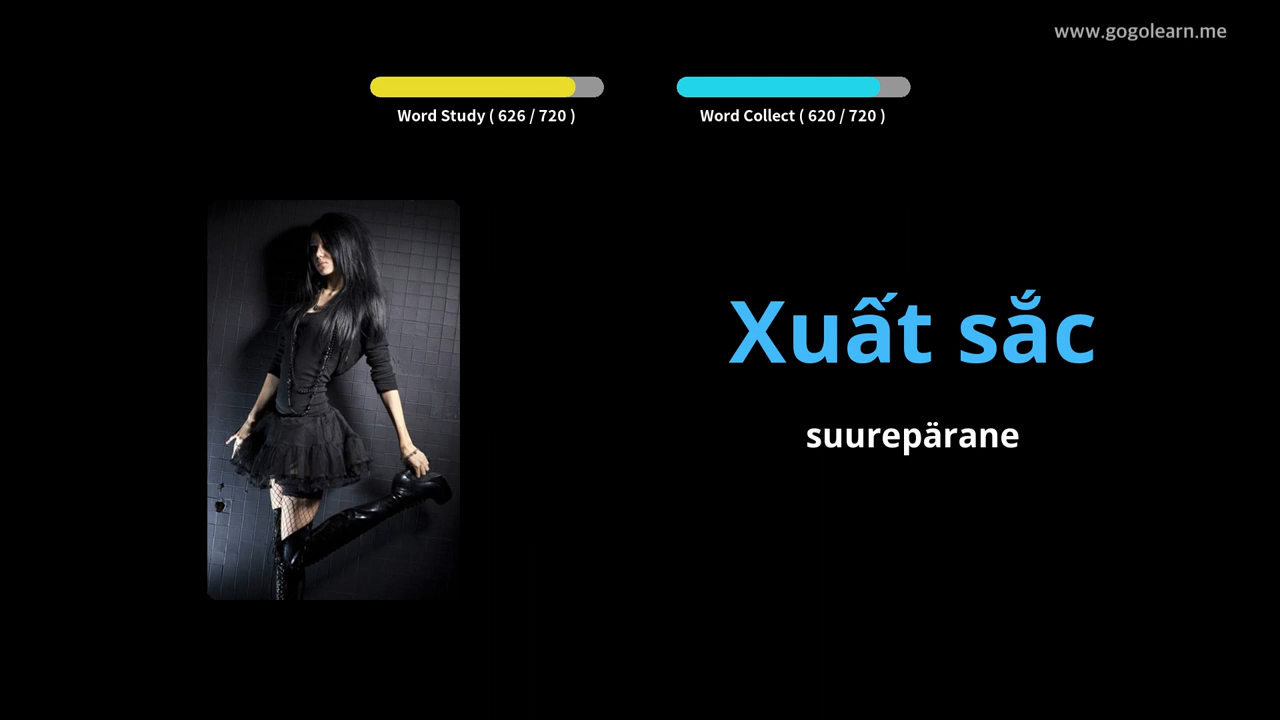 www.gogolearn.me
Word Study ( 626 / 720 )
Word Collect ( 620 / 720 )
Xuất sắc
suurepärane